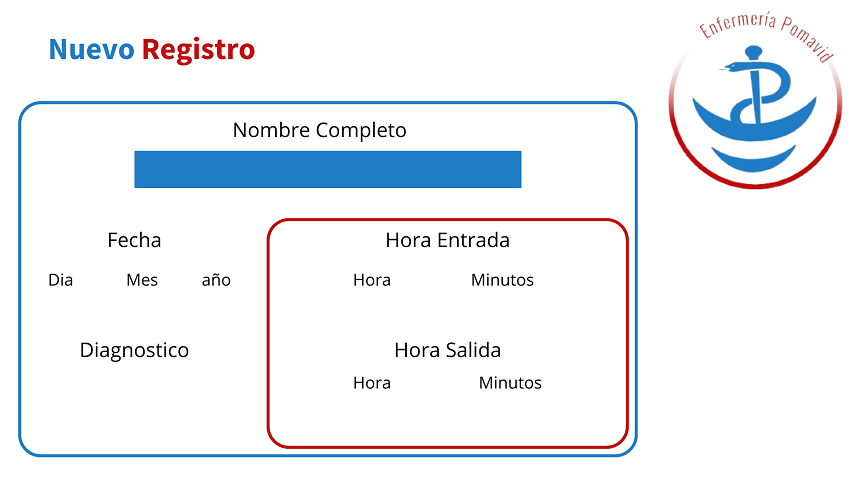 Nuevo Registro
Enfermería Pomavid
Nombre Completo
Fecha
Hora Entrada
Dia Mes año
Hora Minutos
Diagnostico
Hora Salida
Hora Minutos